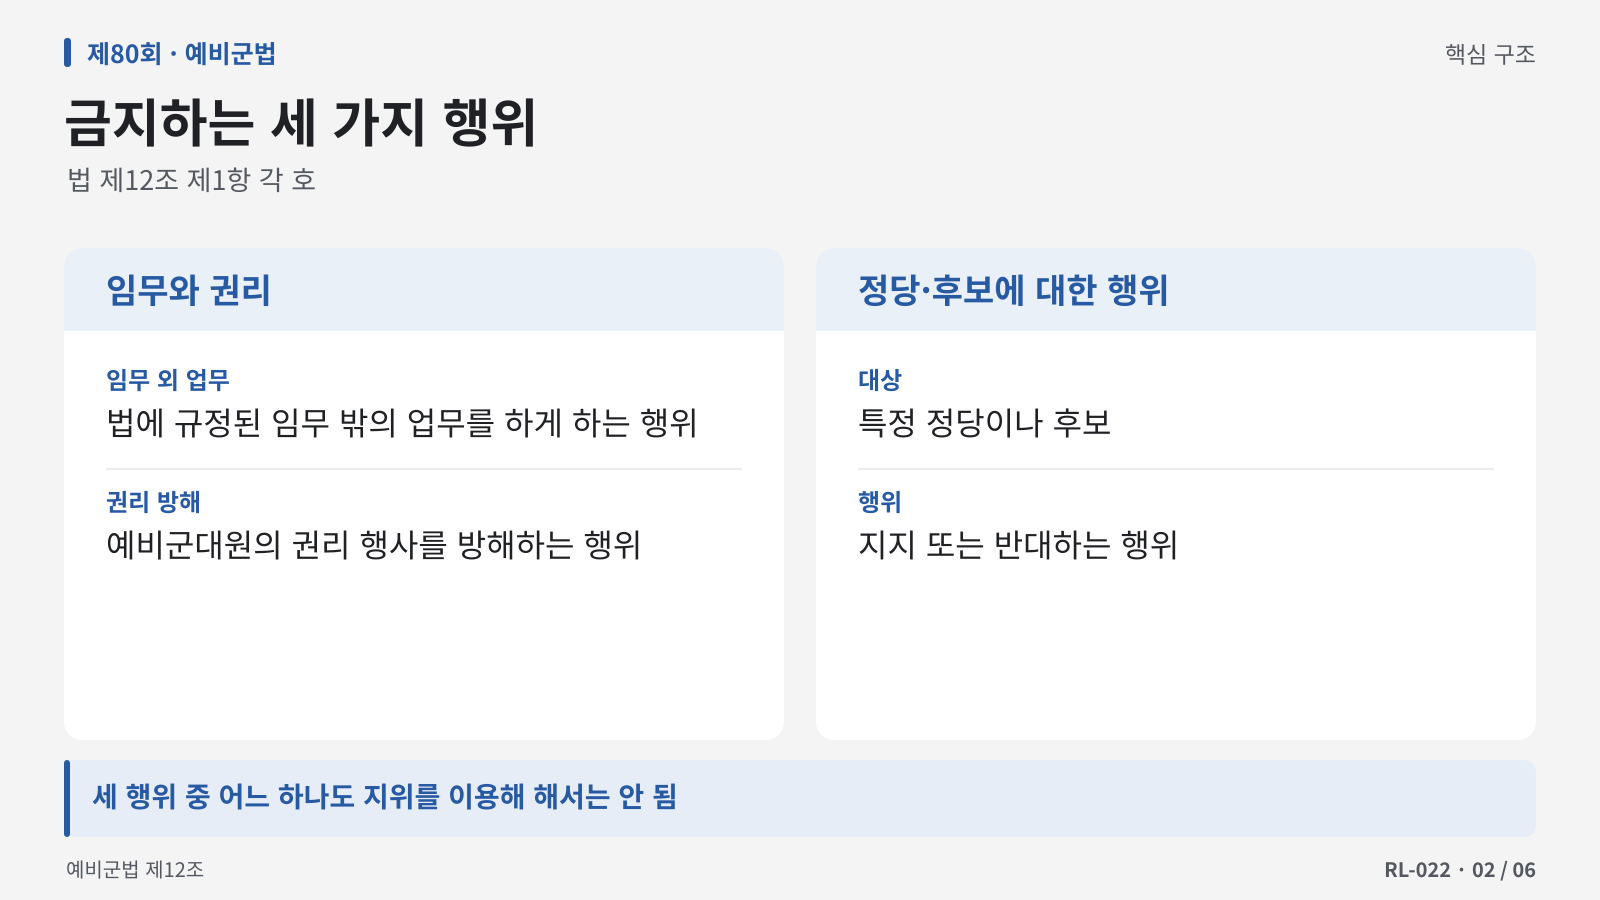 제80회 · 예비군법
핵심 구조
금지하는 세 가지 행위
법 제12조 제1항 각 호
임무와 권리
임무 외 업무
법에 규정된 임무 밖의 업무를 하게 하는 행위
권리 방해
예비군대원의 권리 행사를 방해하는 행위
정당·후보에 대한 행위
대상
특정 정당이나 후보
행위
지지 또는 반대하는 행위
세 행위 중 어느 하나도 지위를 이용해 해서는 안 됨
예비군법 제12조
RL-022 · 02 / 06